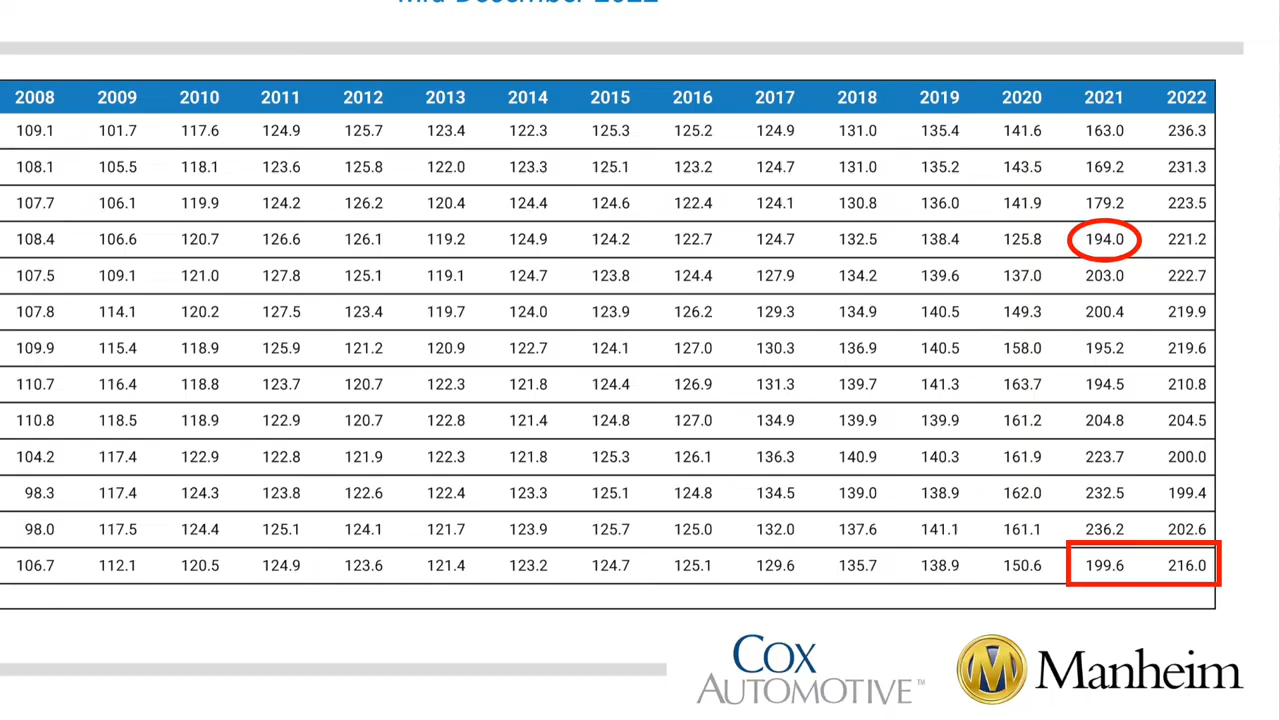 Mid-December 2022
2008 2009 2010 2011 2012 2013 2014 2015 2016 2017 2018 2019 2020 2021 2022
109.1 101.7 117.6 124.9 125.7 123.4 122.3 125.3 125.2 124.9 131.0 135.4 141.6 163.0 236.3
108.1 105.5 118.1 123.6 125.8 122.0 123.3 125.1 123.2 124.7 131.0 135.2 143.5 169.2 231.3
107.7 106.1 119.9 124.2 126.2 120.4 124.4 124.6 122.4 124.1 130.8 136.0 141.9 179.2 223.5
108.4 106.6 120.7 126.6 126.1 119.2 124.9 124.2 122.7 124.7 132.5 138.4 125.8 194.0 221.2
107.5 109.1 121.0 127.8 125.1 119.1 124.7 123.8 124.4 127.9 134.2 139.6 137.0 203.0 222.7
107.8 114.1 120.2 127.5 123.4 119.7 124.0 123.9 126.2 129.3 134.9 140.5 149.3 200.4 219.9
109.9 115.4 118.9 125.9 121.2 120.9 122.7 124.1 127.0 130.3 136.9 140.5 158.0 195.2 219.6
110.7 116.4 118.8 123.7 120.7 122.3 121.8 124.4 126.9 131.3 139.7 141.3 163.7 194.5 210.8
110.8 118.5 118.9 122.9 120.7 122.8 121.4 124.8 127.0 134.9 139.9 139.9 161.2 204.8 204.5
104.2 117.4 122.9 122.8 121.9 122.3 121.8 125.3 126.1 136.3 140.9 140.3 161.9 223.7 200.0
98.3 117.4 124.3 123.8 122.6 122.4 123.3 125.1 124.8 134.5 139.0 138.9 162.0 232.5 199.4
98.0 117.5 124.4 125.1 124.1 121.7 123.9 125.7 125.0 132.0 137.6 141.1 161.1 236.2 202.6
106.7 112.1 120.5 124.9 123.6 121.4 123.2 124.7 125.1 129.6 135.7 138.9 150.6 199.6 216.0
COX
AUTOMOTIVE™
M Manheim